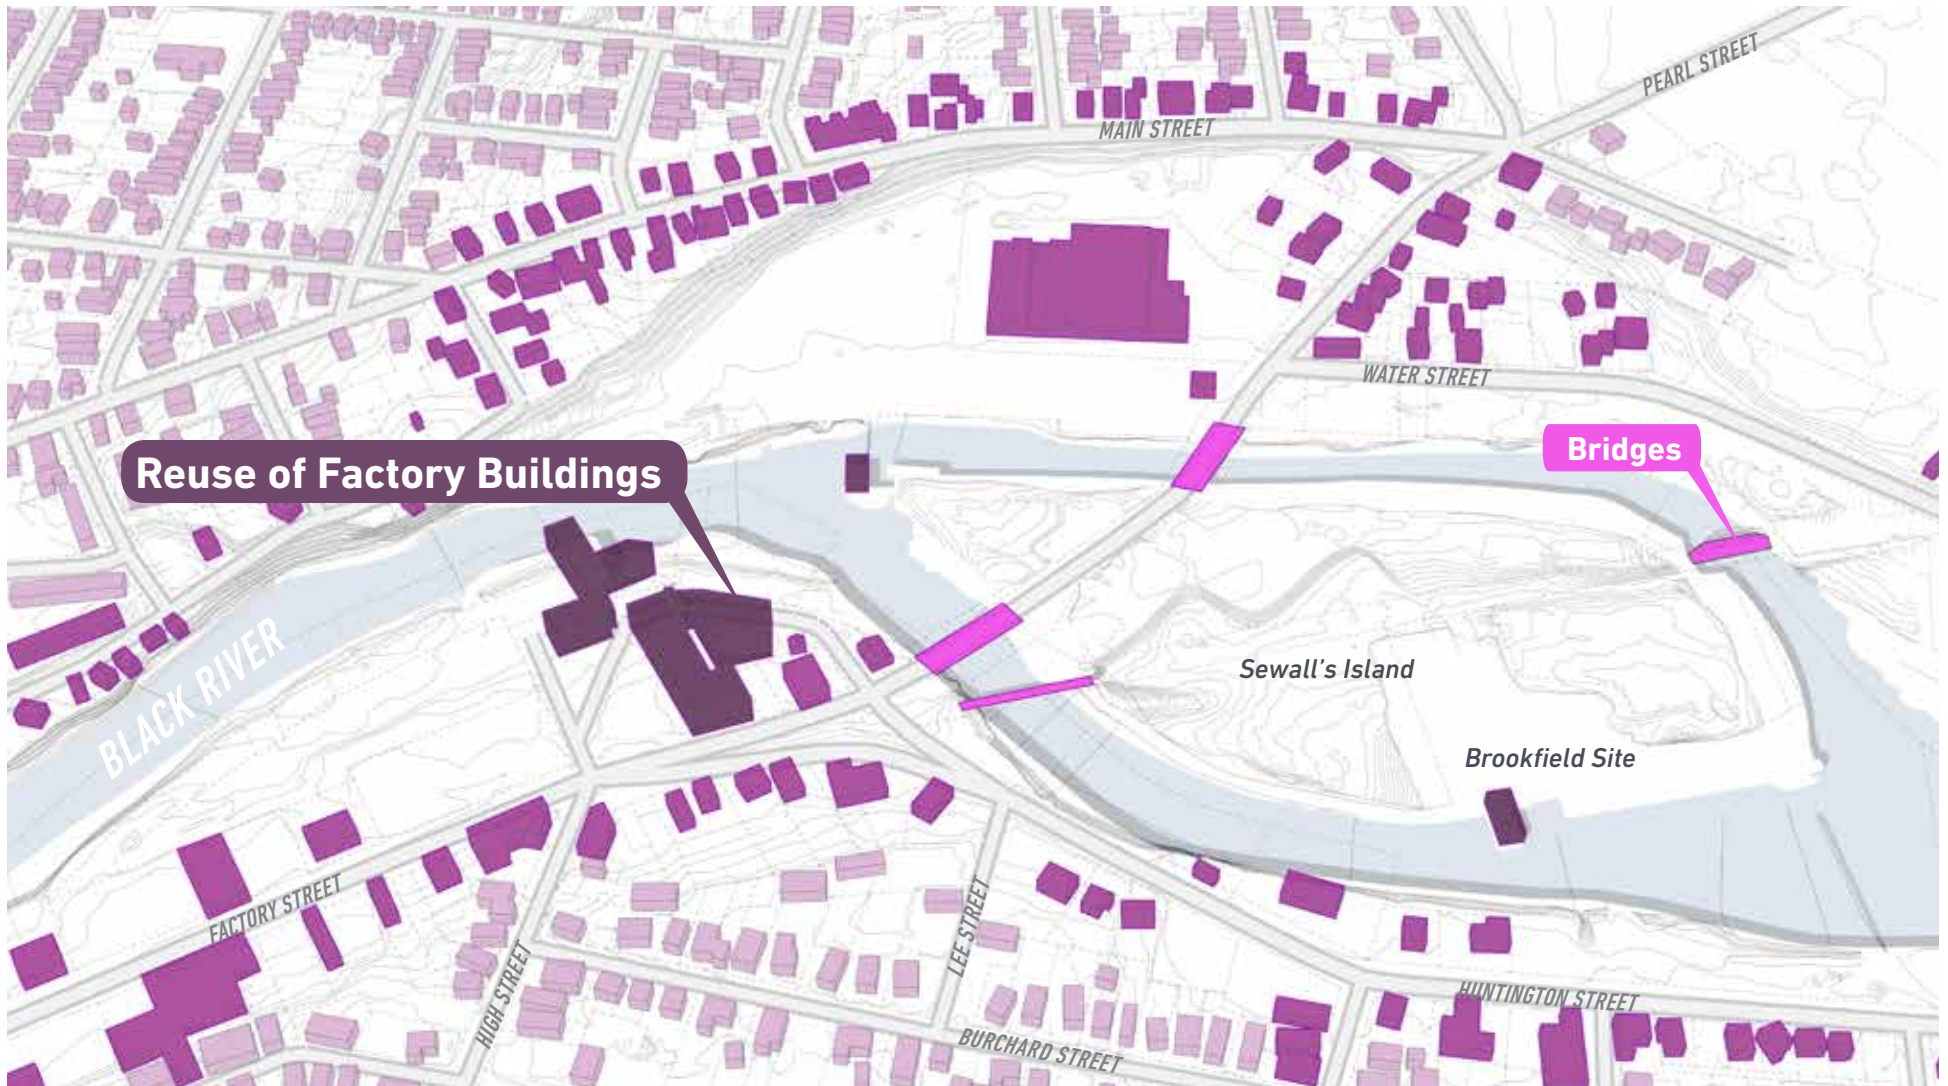 PEARL STREET
MAIN STREET
WATER STREET
Bridges
Reuse of Factory Buildings
BLACK RIVER
Sewall's Island
Brookfield Site
FACTORY STREET
LEE STREET
HIGH STREET
HUNTINGTON STREET
BURCHARD STREET